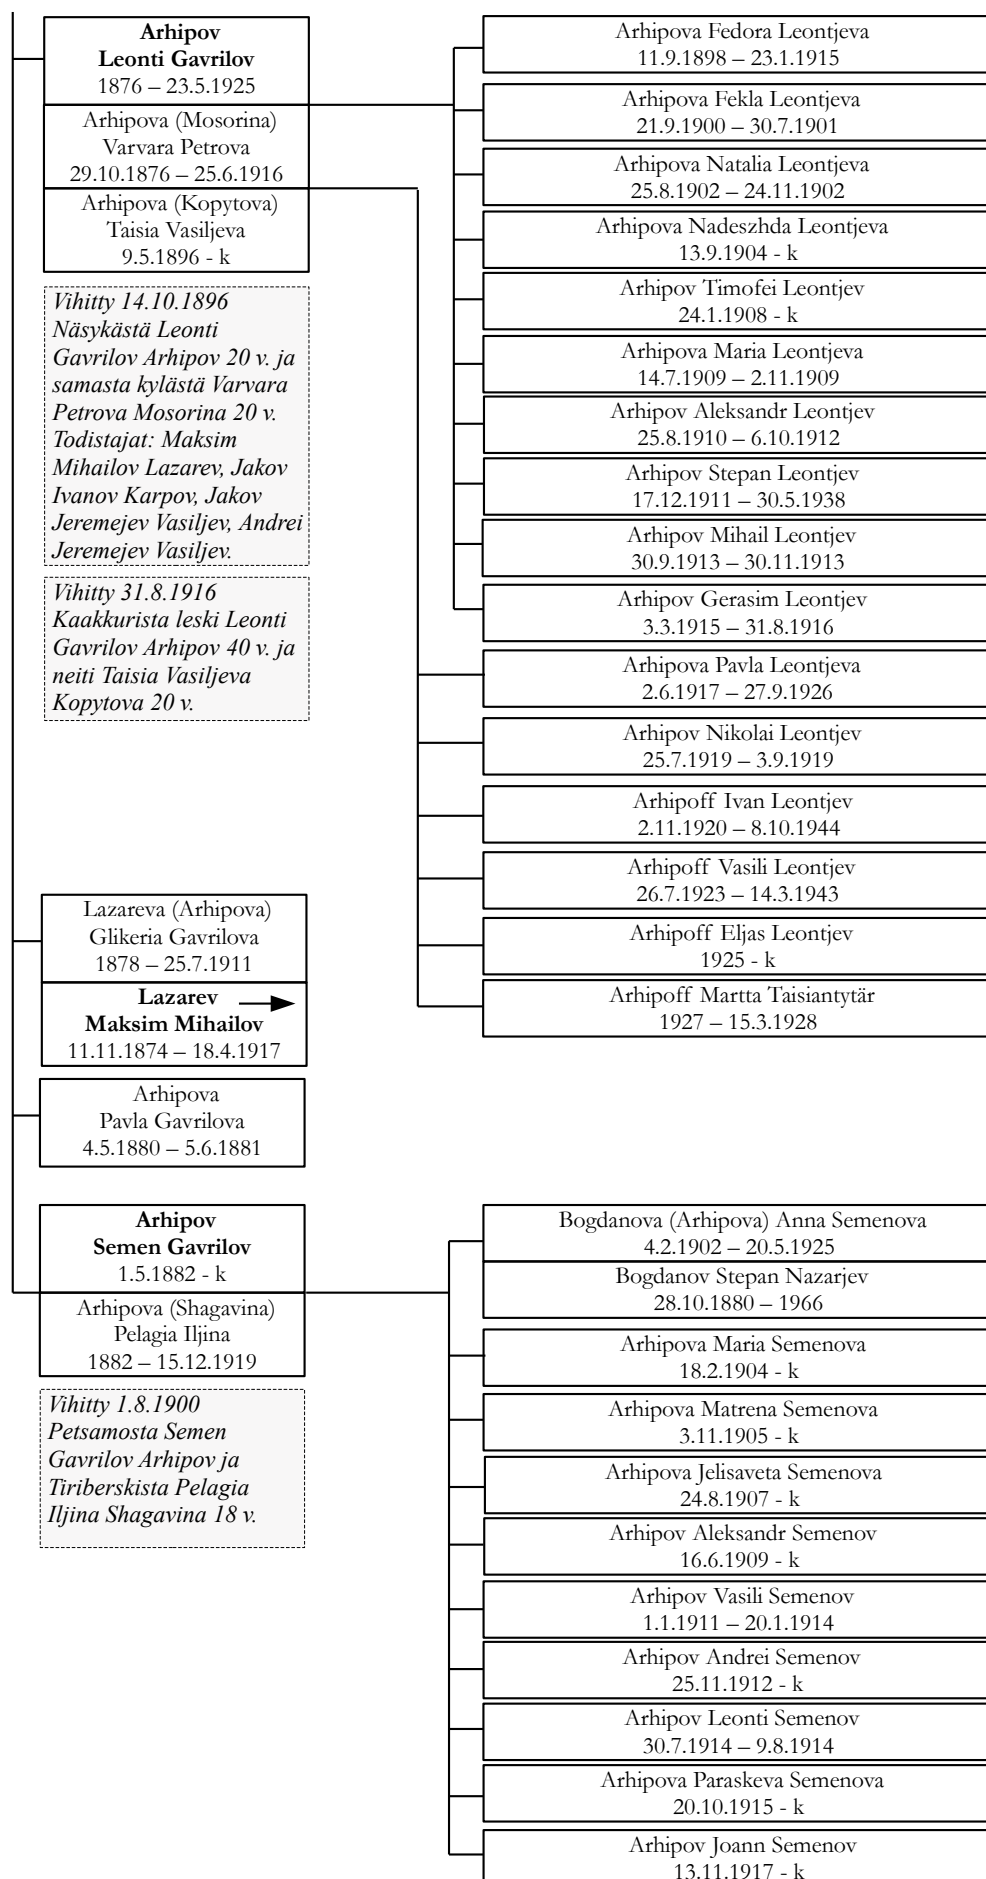 Arhipov
Leonti Gavrilov
1876 – 23.5.1925
Arhipova (Mosorina)
Varvara Petrova
29.10.1876 – 25.6.1916
Arhipova (Kopytova)
Taisia Vasiljeva
9.5.1896 - k
Vihitty 14.10.1896
Näsykästä Leonti
Gavrilov Arhipov 20 v. ja
samasta kylästä Varvara
Petrova Mosorina 20 v.
Todistajat: Maksim
Mihailov Lazarev, Jakov
Ivanov Karpov, Jakov
Jeremejev Vasiljev, Andrei
Jeremejev Vasiljev.
Vihitty 31.8.1916
Kaakkurista leski Leonti
Gavrilov Arhipov 40 v. ja
neiti Taisia Vasiljeva
Kopytova 20 v.
Arhipova Fedora Leontjeva
11.9.1898 – 23.1.1915
Arhipova Fekla Leontjeva
21.9.1900 – 30.7.1901
Arhipova Natalia Leontjeva
25.8.1902 – 24.11.1902
Arhipova Nadeszhda Leontjeva
13.9.1904 - k
Arhipov Timofei Leontjev
24.1.1908 - k
Arhipova Maria Leontjeva
14.7.1909 – 2.11.1909
Arhipov Aleksandr Leontjev
25.8.1910 – 6.10.1912
Arhipov Stepan Leontjev
17.12.1911 – 30.5.1938
Arhipov Mihail Leontjev
30.9.1913 – 30.11.1913
Arhipov Gerasim Leontjev
3.3.1915 – 31.8.1916
Arhipova Pavla Leontjeva
2.6.1917 – 27.9.1926
Arhipov Nikolai Leontjev
25.7.1919 – 3.9.1919
Arhipoff Ivan Leontjev
2.11.1920 – 8.10.1944
Arhipoff Vasili Leontjev
26.7.1923 – 14.3.1943
Arhipoff Eljas Leontjev
1925 - k
Arhipoff Martta Taisiantytär
1927 – 15.3.1928
Lazareva (Arhipova)
Glikeria Gavrilova
1878 – 25.7.1911
Lazarev
Maksim Mihailov
11.11.1874 – 18.4.1917
Arhipova
Pavla Gavrilova
4.5.1880 – 5.6.1881
Arhipov
Semen Gavrilov
1.5.1882 - k
Arhipova (Shagavina)
Pelagia Iljina
1882 – 15.12.1919
Vihitty 1.8.1900
Petsamosta Semen
Gavrilov Arhipov ja
Tiriberskista Pelagia
Iljina Shagavina 18 v.
Bogdanova (Arhipova) Anna Semenova
4.2.1902 – 20.5.1925
Bogdanov Stepan Nazarjev
28.10.1880 – 1966
Arhipova Maria Semenova
18.2.1904 - k
Arhipova Matrena Semenova
3.11.1905 - k
Arhipova Jelisaveta Semenova
24.8.1907 - k
Arhipov Aleksandr Semenov
16.6.1909 - k
Arhipov Vasili Semenov
1.1.1911 – 20.1.1914
Arhipov Andrei Semenov
25.11.1912 - k
Arhipov Leonti Semenov
30.7.1914 – 9.8.1914
Arhipova Paraskeva Semenova
20.10.1915 - k
Arhipov Joann Semenov
13.11.1917 - k